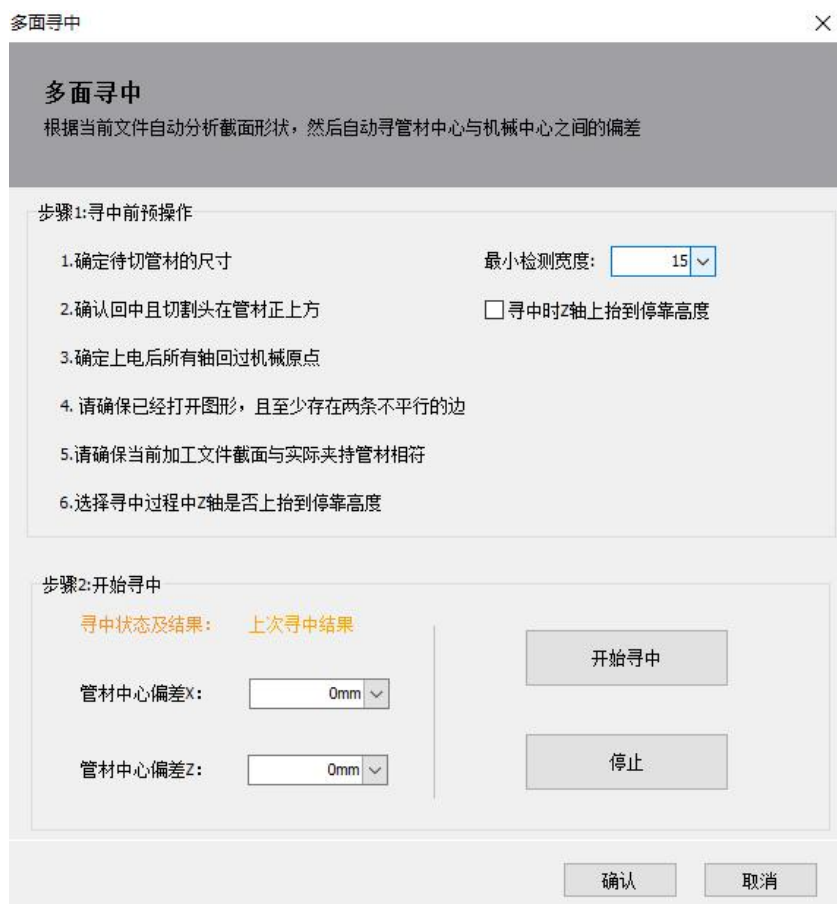 多面寻中
多面寻中
根据当前文件自动分析截面形状，然后自动寻管材中心与机械中心之间的偏差
步骤1:寻中前预操作
1.确定待切管材的尺寸
最小检测宽度: 15
2.确认回中且切割头在管材正上方
寻中时Z轴上抬到停靠高度
3.确定上电后所有轴回过机械原点
4. 请确保已经打开图形，且至少存在两条不平行的边
5.请确保当前加工文件截面与实际夹持管材相符
6.选择寻中过程中Z轴是否上抬到停靠高度
步骤2:开始寻中
寻中状态及结果: 上次寻中结果
开始寻中
管材中心偏差X: 0mm
管材中心偏差Z: 0mm
停止
确认
取消